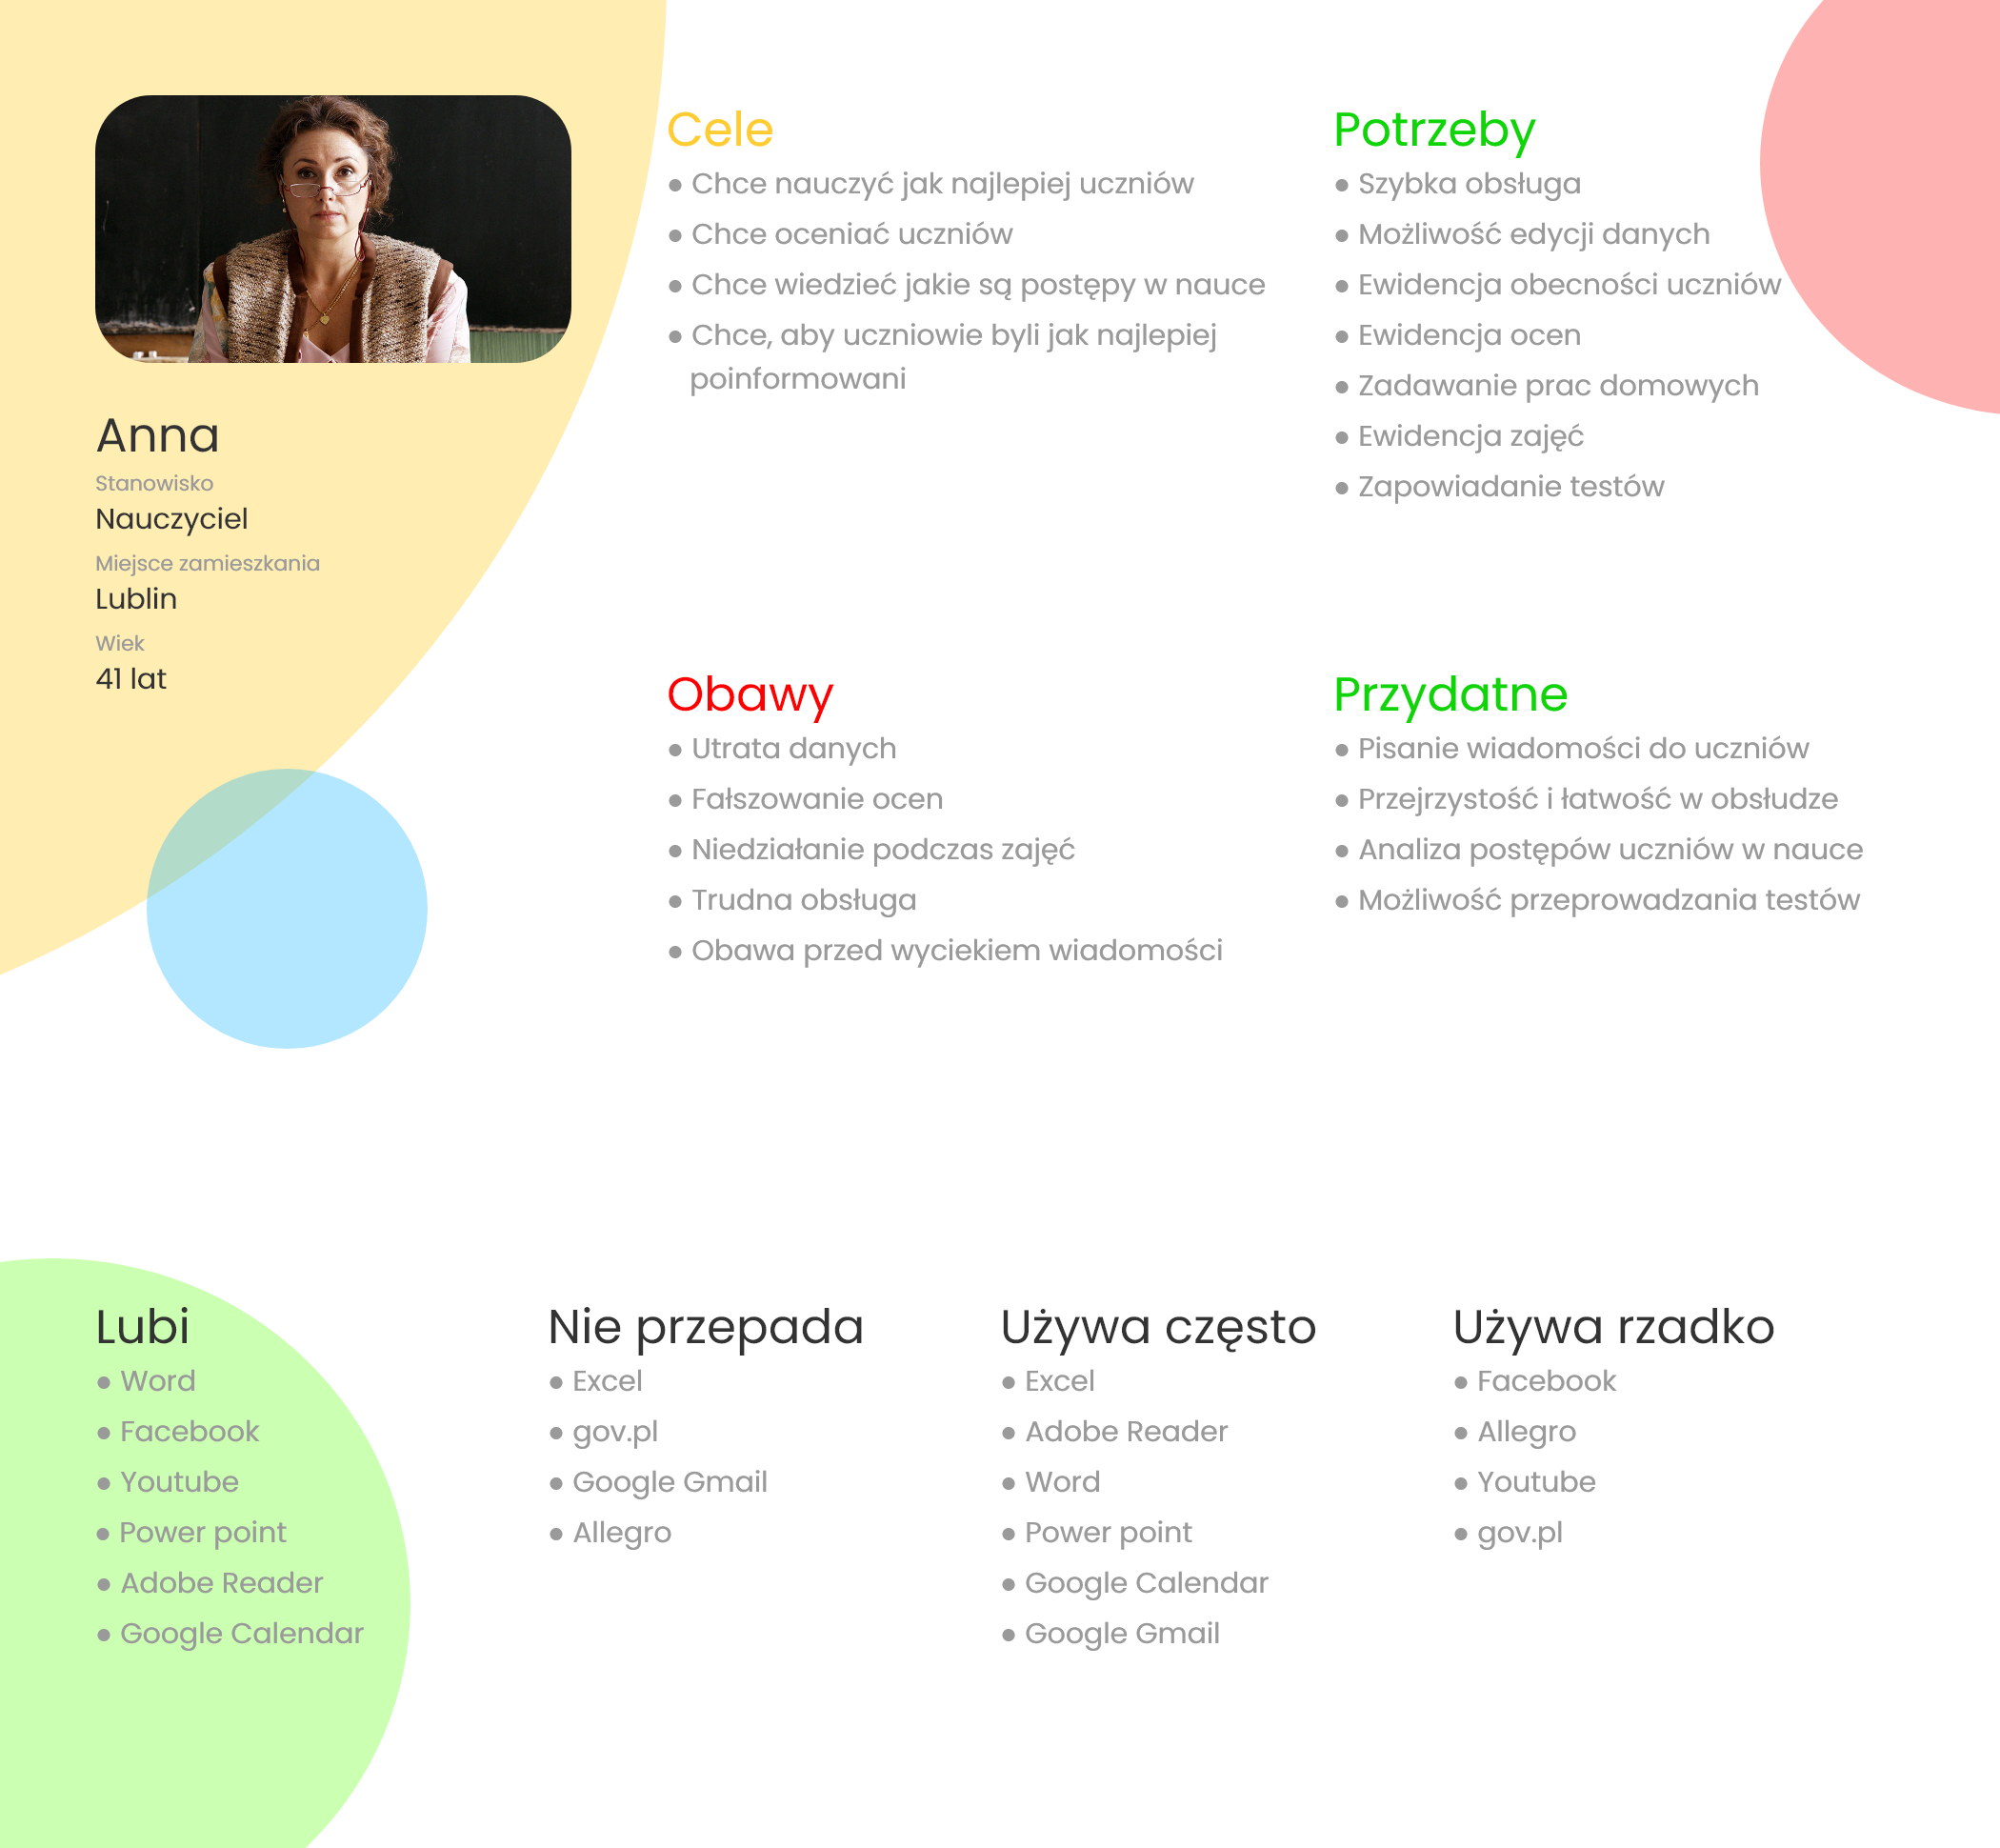 Anna
Stanowisko
Nauczyciel
Miejsce zamieszkania
Lublin
Wiek
41 lat
Cele
● Chce nauczyć jak najlepiej uczniów
● Chce oceniać uczniów
● Chce wiedzieć jakie są postępy w nauce
● Chce, aby uczniowie byli jak najlepiej
poinformowani
Potrzeby
● Szybka obsługa
● Możliwość edycji danych
● Ewidencja obecności uczniów
● Ewidencja ocen
● Zadawanie prac domowych
● Ewidencja zajęć
● Zapowiadanie testów
Obawy
● Utrata danych
● Fałszowanie ocen
● Niedziałanie podczas zajęć
● Trudna obsługa
● Obawa przed wyciekiem wiadomości
Przydatne
● Pisanie wiadomości do uczniów
● Przejrzystość i łatwość w obsłudze
● Analiza postępów uczniów w nauce
● Możliwość przeprowadzania testów
Lubi
● Word
● Facebook
● Youtube
● Power point
● Adobe Reader
● Google Calendar
Nie przepada
● Excel
● gov.pl
● Google Gmail
● Allegro
Używa często
● Excel
● Adobe Reader
● Word
● Power point
● Google Calendar
● Google Gmail
Używa rzadko
● Facebook
● Allegro
● Youtube
● gov.pl